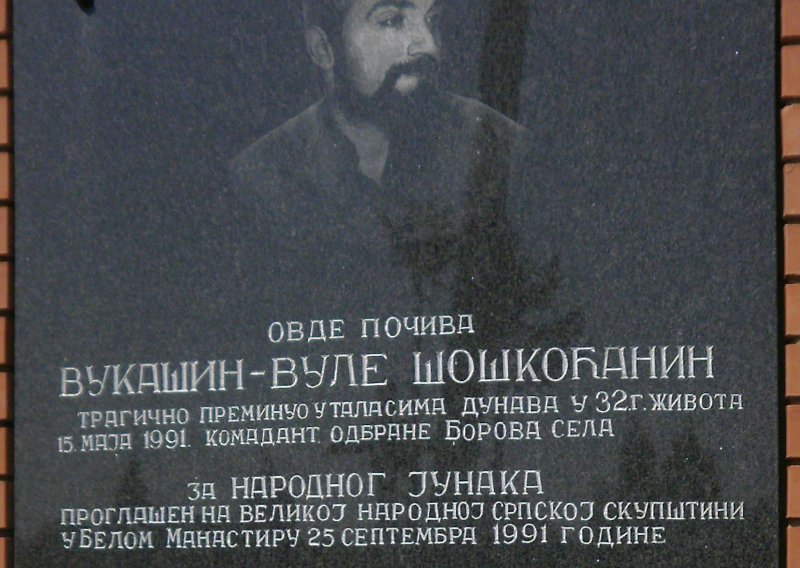 ОВДЕ ПОЧИВА
ВУКАШИН-ВУЛЕ ШОШКОЋАНИН
ТРАГИЧНО ПРЕМИНУО У ТАЛАСИМА ДУНАВА У 32.Г. ЖИВОТА
15. МАЈА 1991. КОМАДАНТ ОДБРАНЕ БОРОВА СЕЛА
ЗА НАРОДНОГ ЈУНАКА
ПРОГЛАШЕН НА ВЕЛИКОЈ НАРОДНОЈ СРПСКОЈ СКУПШТИНИ
У БЕЛОМ МАНАСТИРУ 25 СЕПТЕМБРА 1991 ГОДИНЕ